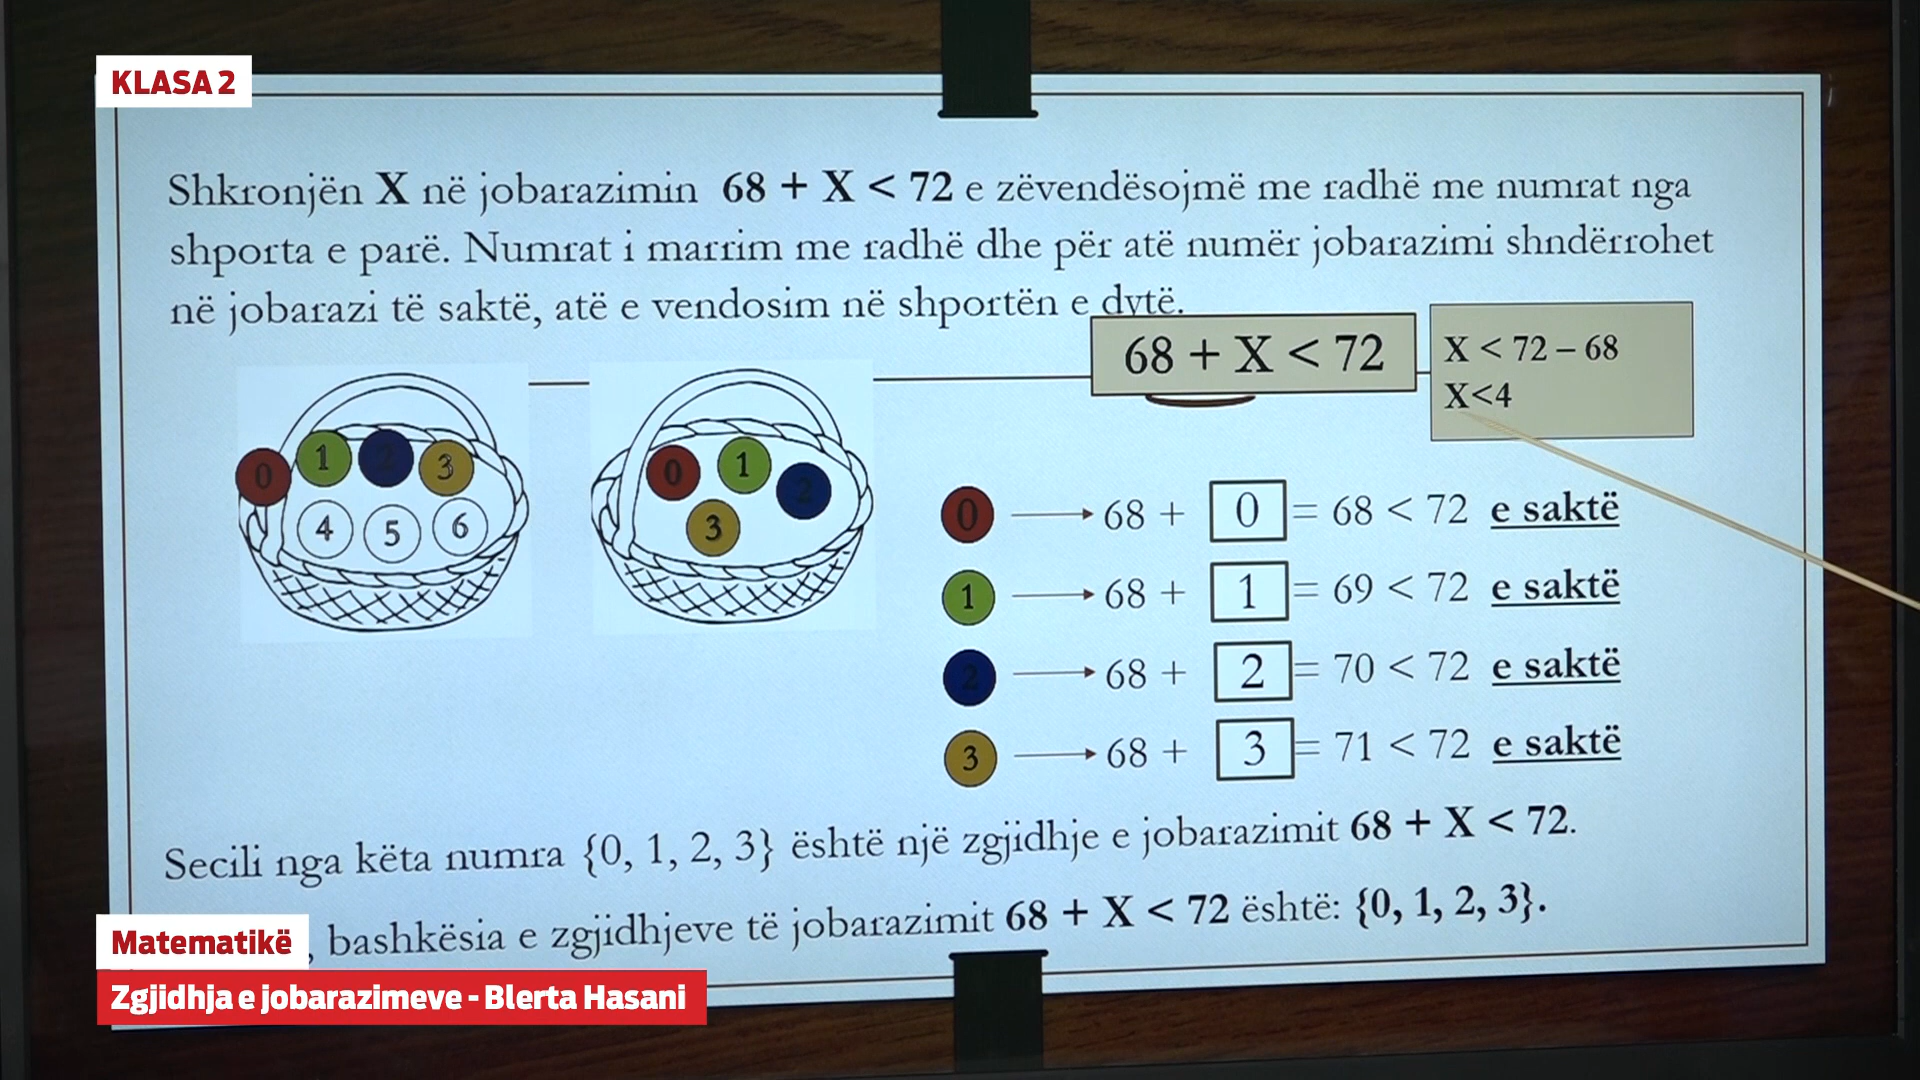 KLASA 2
Shkronjën X në jobarazimin 68 + X < 72 e zëvendësojmë me radhë me numrat nga
shporta e parë. Numrat i marrim me radhë dhe për atë numër jobarazimi shndërrohet
në jobarazi të saktë, atë e vendosim në shportën e dytë.
68 + X < 72
X < 72 – 68
X<4
0 1 2 3
4 5 6
0 1 2
3
0 68 + 0 = 68 < 72 e saktë
1 68 + 1 = 69 < 72 e saktë
2 68 + 2 = 70 < 72 e saktë
3 68 + 3 = 71 < 72 e saktë
Secili nga këta numra {0, 1, 2, 3} është një zgjidhje e jobarazimit 68 + X < 72.
, bashkësia e zgjidhjeve të jobarazimit 68 + X < 72 është: {0, 1, 2, 3}.
Matematikë
Zgjidhja e jobarazimeve - Blerta Hasani